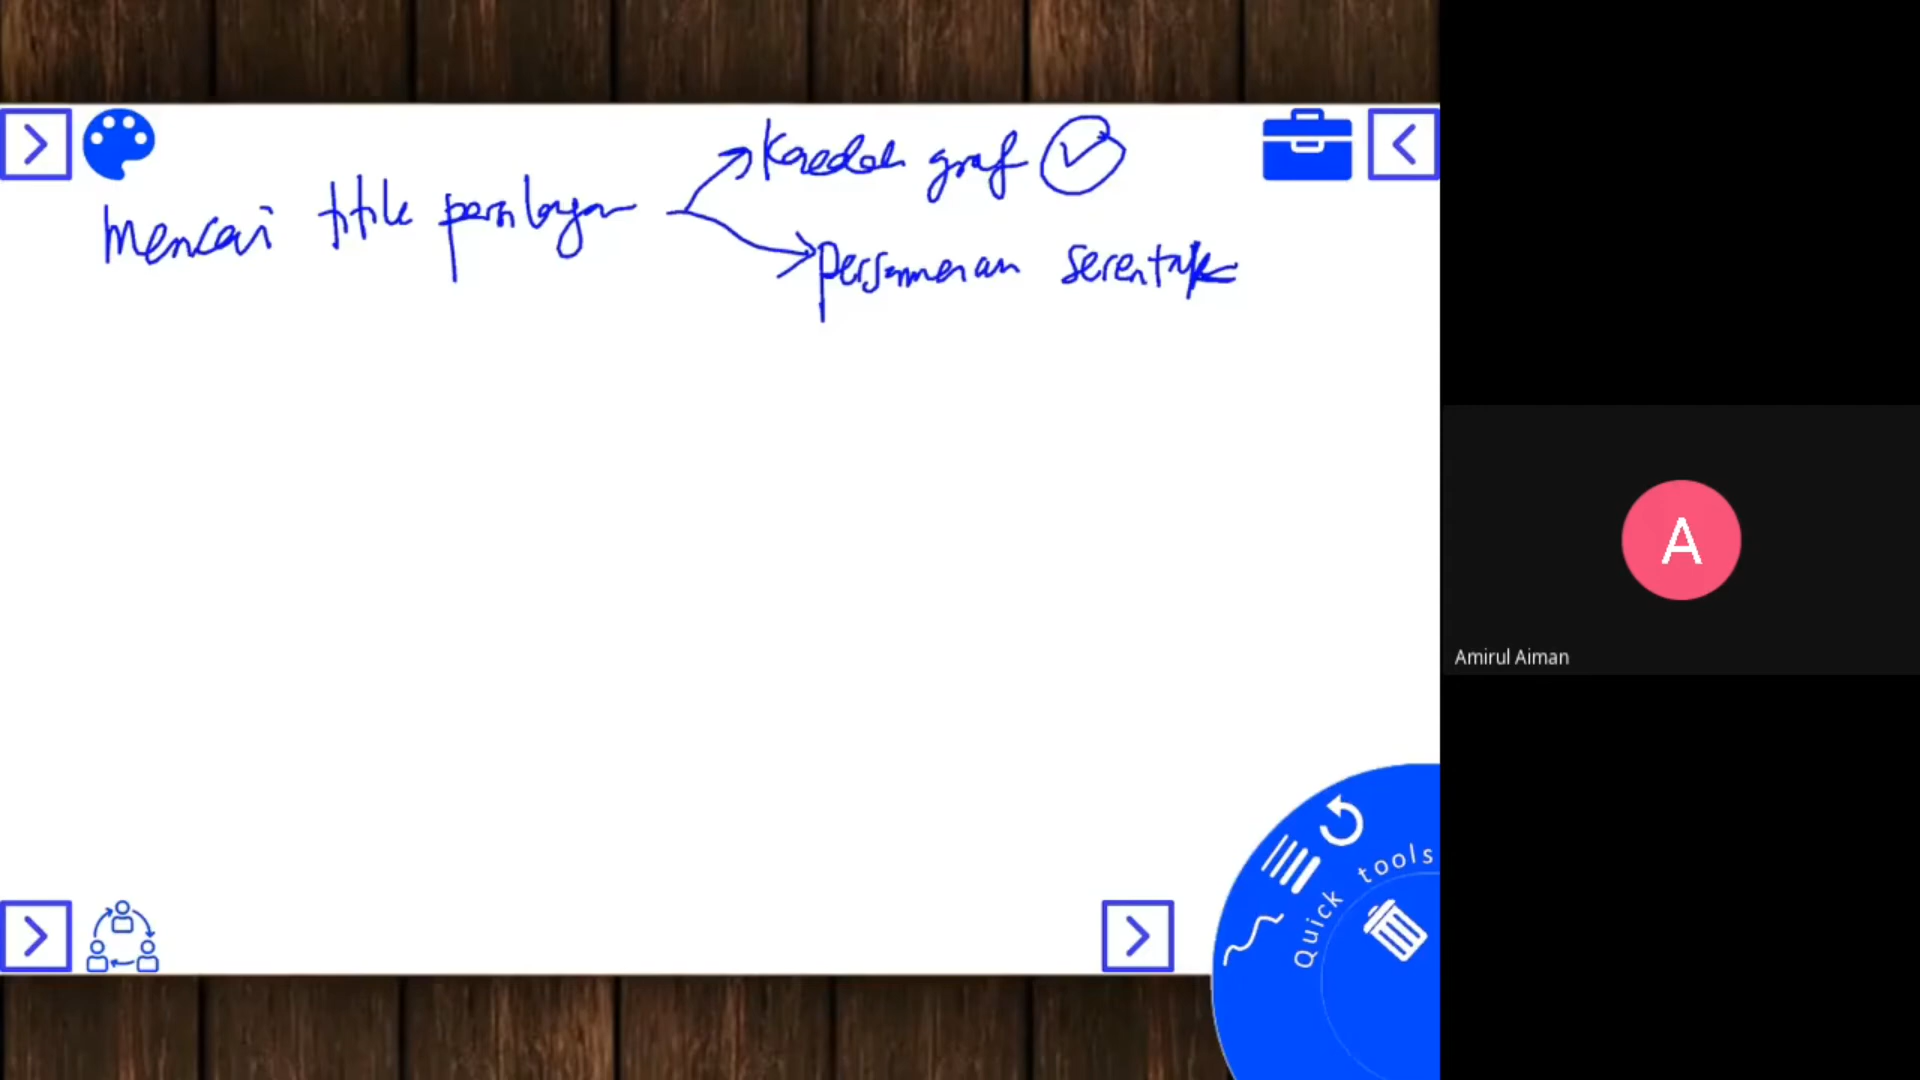 Kaedah graf
mencari titik persilangan
persamaan serentak
Quick tools
A
Amirul Aiman